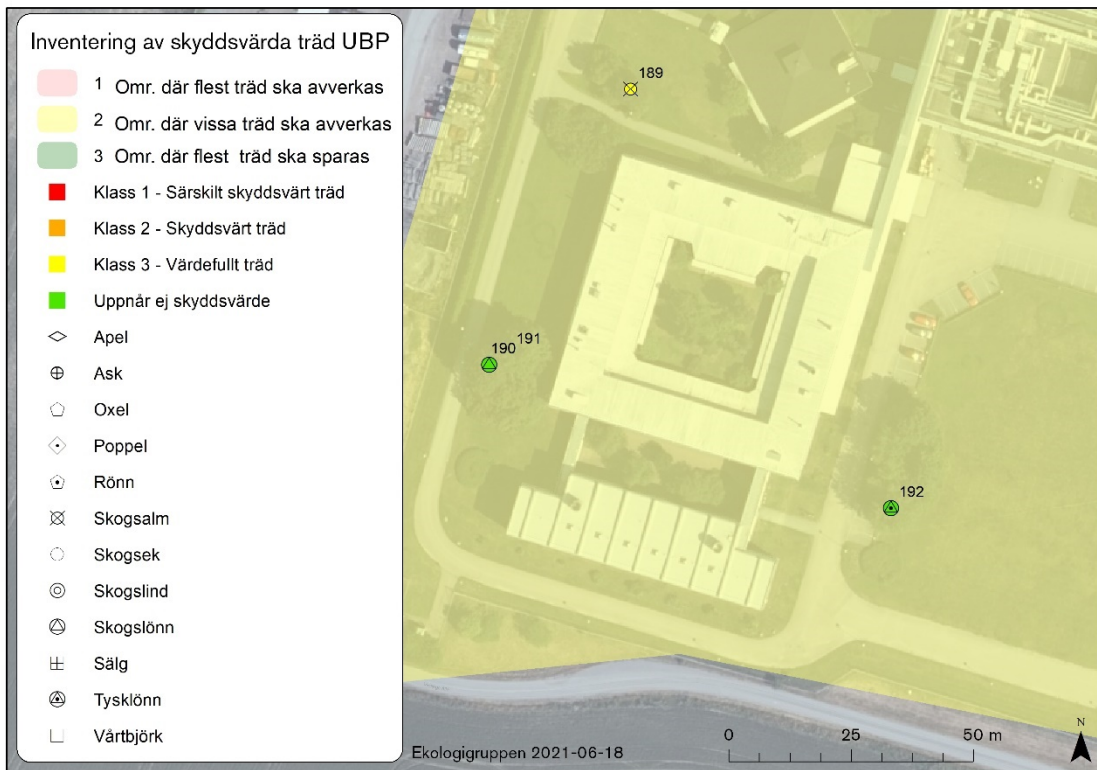 Inventering av skyddsvärda träd UBP
1 Omr. där flest träd ska avverkas
2 Omr. där vissa träd ska avverkas
3 Omr. där flest träd ska sparas
Klass 1 - Särskilt skyddsvärt träd
Klass 2 - Skyddsvärt träd
Klass 3 - Värdefullt träd
Uppnår ej skyddsvärde
Apel
Ask
Oxel
Poppel
Rönn
Skogsalm
Skogsek
Skogslind
Skogslönn
Sälg
Tysklönn
Vårtbjörk
189
190 191
192
Ekologigruppen 2021-06-18
0 25 50 m
N